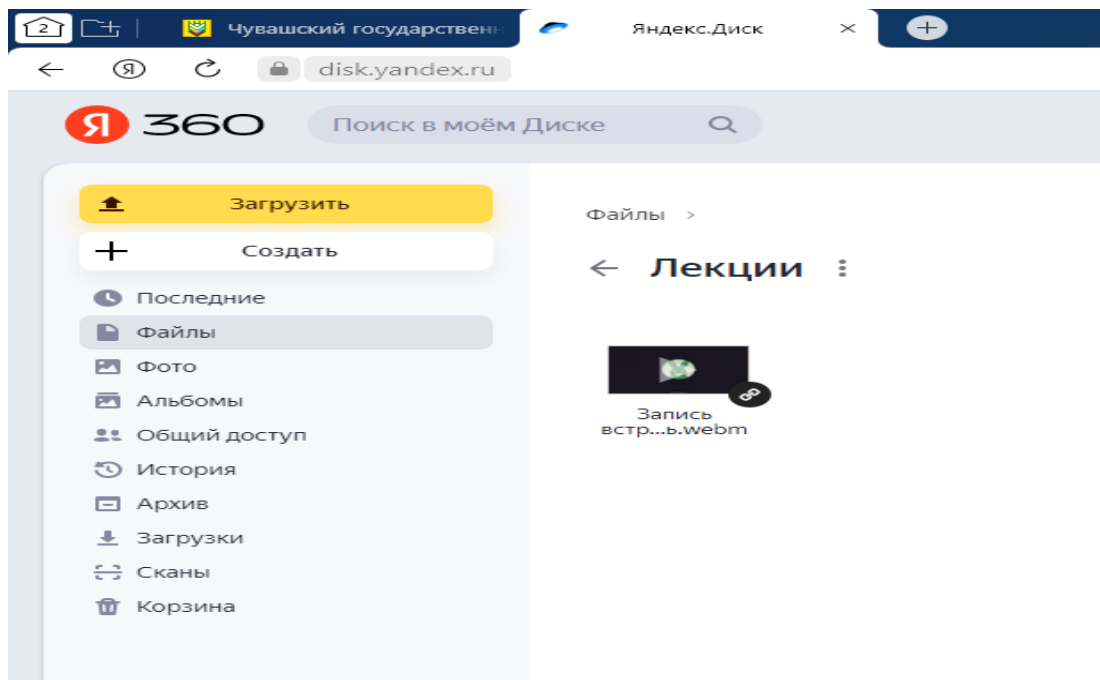 2
Чувашский государственн
Яндекс.Диск
Я
disk.yandex.ru
Я 360
Поиск в моём Диске
Загрузить
Файлы >
Создать
Лекции
Последние
Файлы
Фото
Альбомы
Запись
встр...ь.webm
Общий доступ
История
Архив
Загрузки
Сканы
Корзина